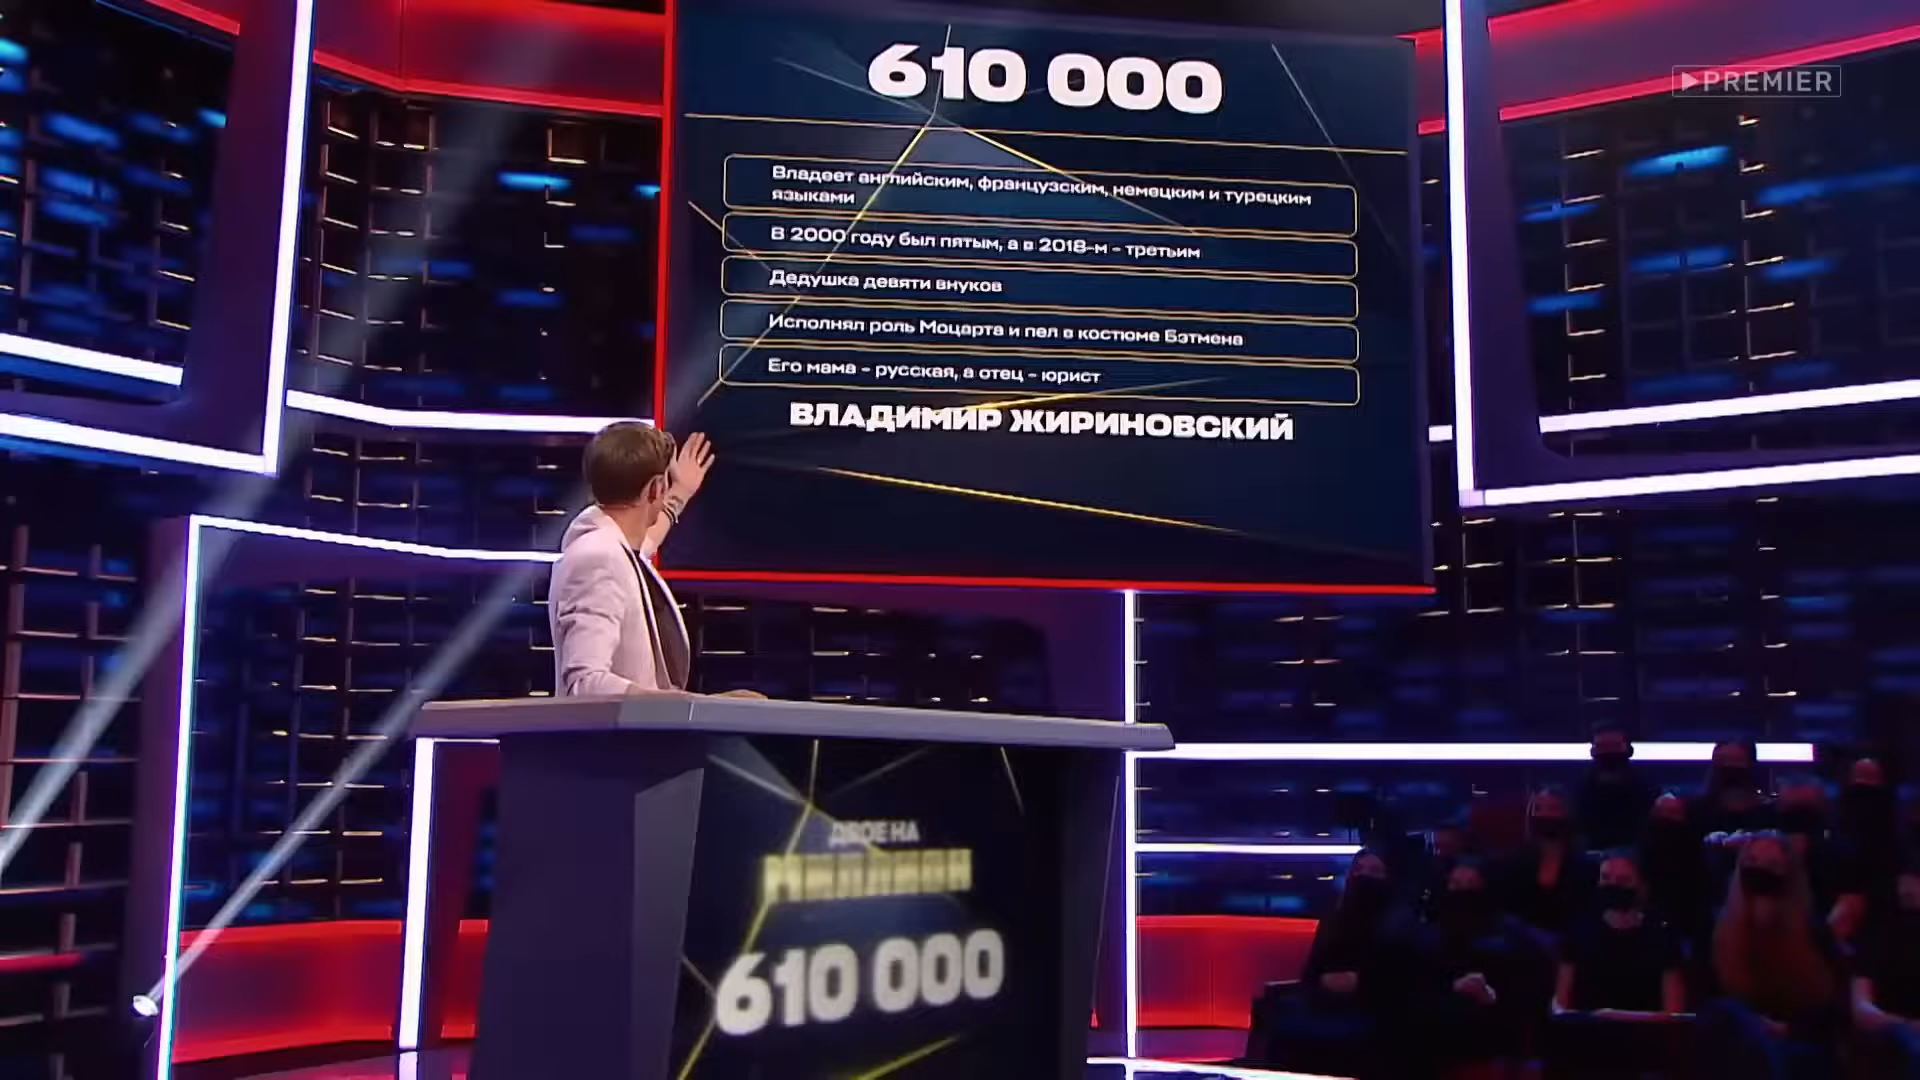 610 000
PREMIER
Владеет английским, французским, немецким и турецким
языками
В 2000 году был пятым, а в 2018-м - третьим
Дедушка девяти внуков
Исполнял роль Моцарта и пел в костюме Бэтмена
Его мама - русская, а отец - юрист
ВЛАДИМИР ЖИРИНОВСКИЙ
ДВОЕ НА
МИЛЛИОН
610 000